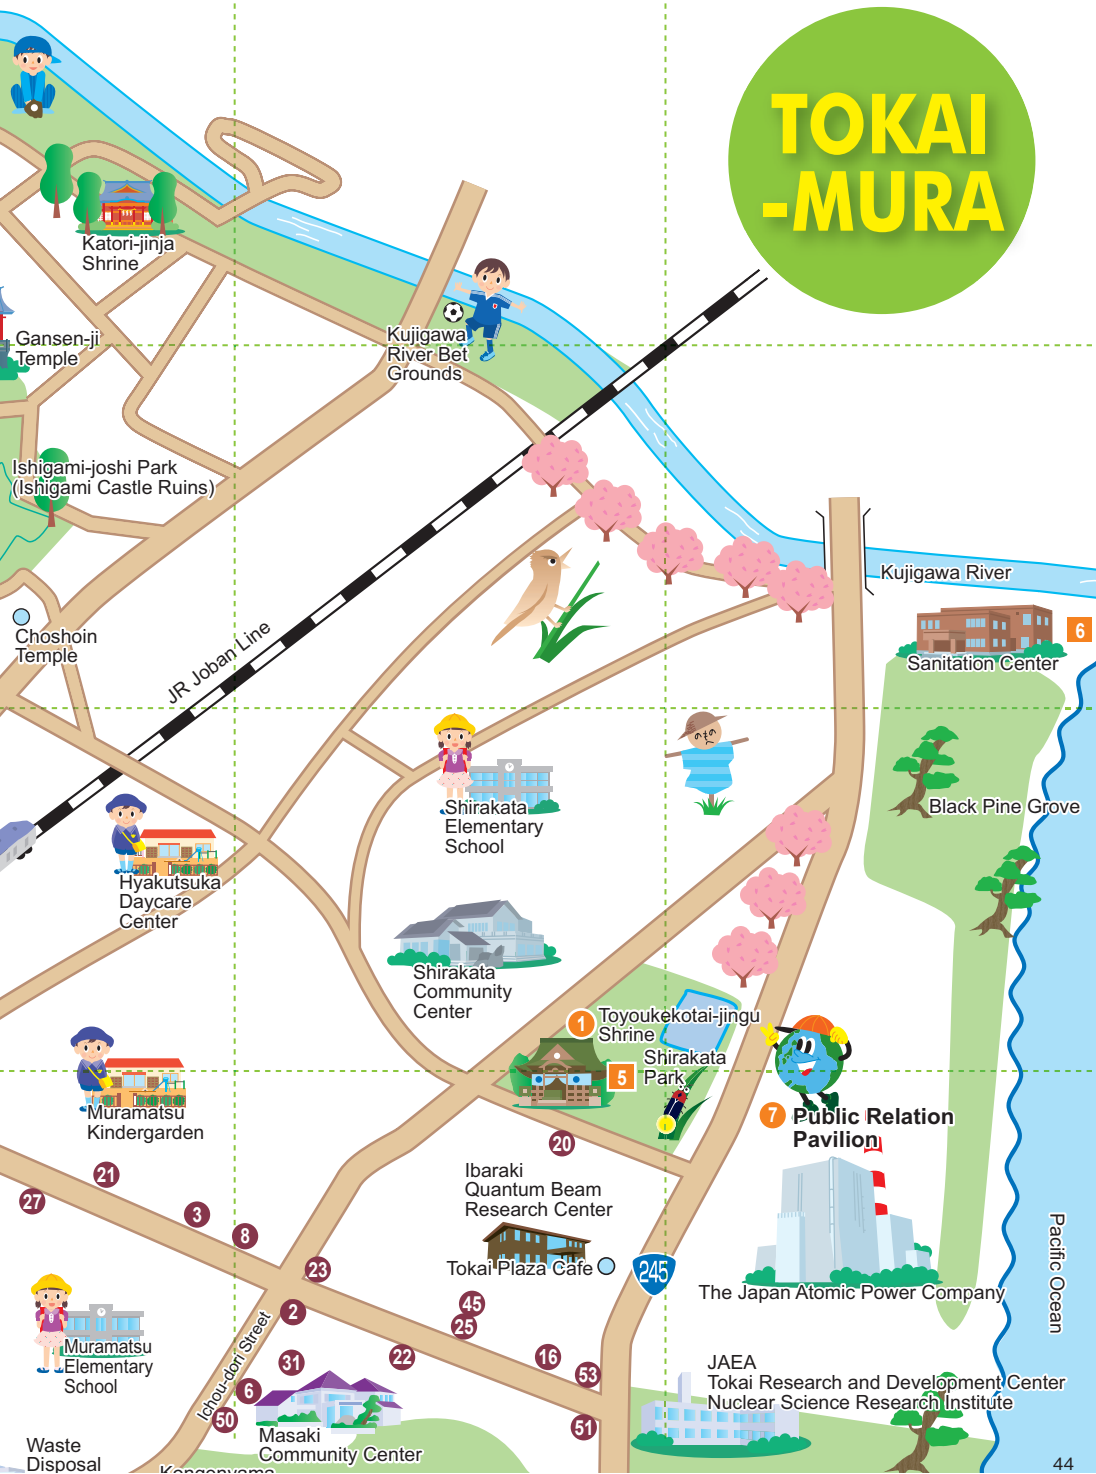 TOKAI
-MURA
Katori-jinja
Shrine
Gansen-ji
Temple
Kujigawa
River Bet
Grounds
Ishigami-joshi Park
(Ishigami Castle Ruins)
Kujigawa River
Choshoin
Temple
JR Joban Line
6
Sanitation Center
Black Pine Grove
Shirakata
Elementary
School
Hyakutsuka
Daycare
Center
Shirakata
Community
Center
1
Toyoukekotai-jingu
Shrine
5
Shirakata
Park
Muramatsu
Kindergarden
7
Public Relation
Pavilion
20
21
27
3
8
Ibaraki
Quantum Beam
Research Center
Tokai Plaza Cafe
245
The Japan Atomic Power Company
Pacific Ocean
23
2
45
25
22
16
53
51
31
6
50
Ichou-dori Street
Muramatsu
Elementary
School
JAEA
Tokai Research and Development Center
Nuclear Science Research Institute
Masaki
Community Center
Waste
Disposal
Kongonyama
44